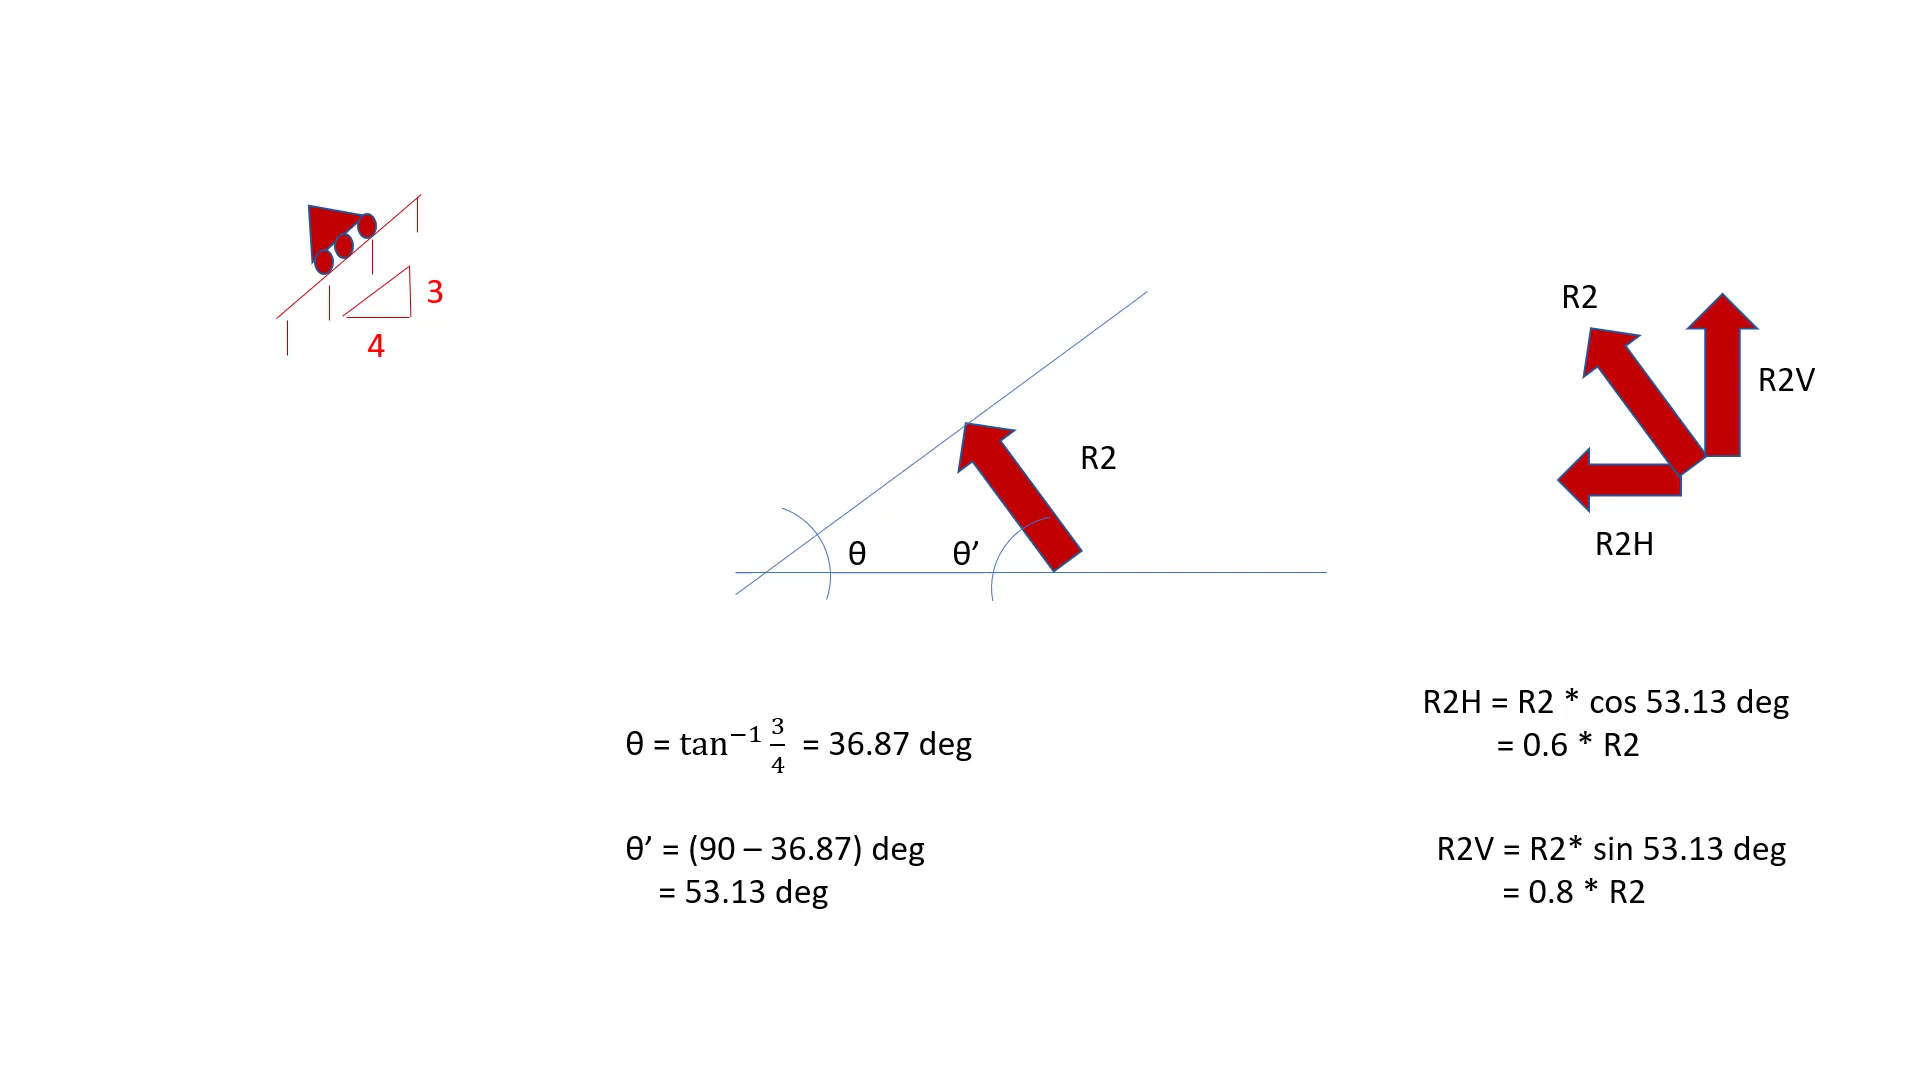 3
4
R2
θ
θ’
R2
R2V
R2H
θ = tan⁻¹ 3/4 = 36.87 deg
θ’ = (90 – 36.87) deg
= 53.13 deg
R2H = R2 * cos 53.13 deg
= 0.6 * R2
R2V = R2* sin 53.13 deg
= 0.8 * R2